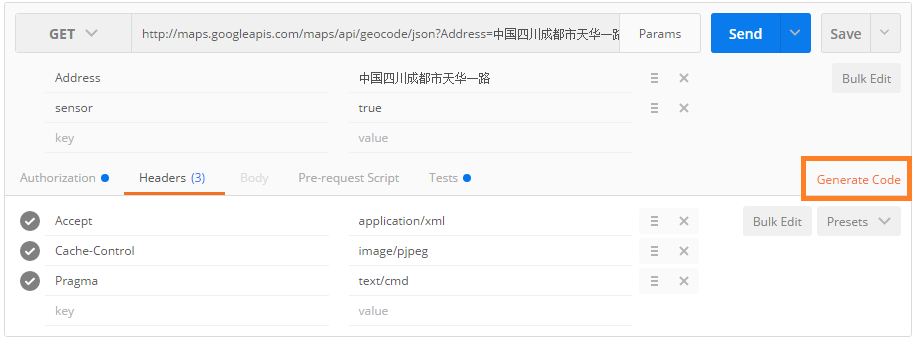 GET http://maps.googleapis.com/maps/api/geocode/json?Address=中国四川成都市天华一路 Params Send Save
Address 中国四川成都市天华一路 Bulk Edit
sensor true
key value
Authorization Headers (3) Body Pre-request Script Tests Generate Code
Accept application/xml Bulk Edit Presets
Cache-Control image/pjpeg
Pragma text/cmd
key value